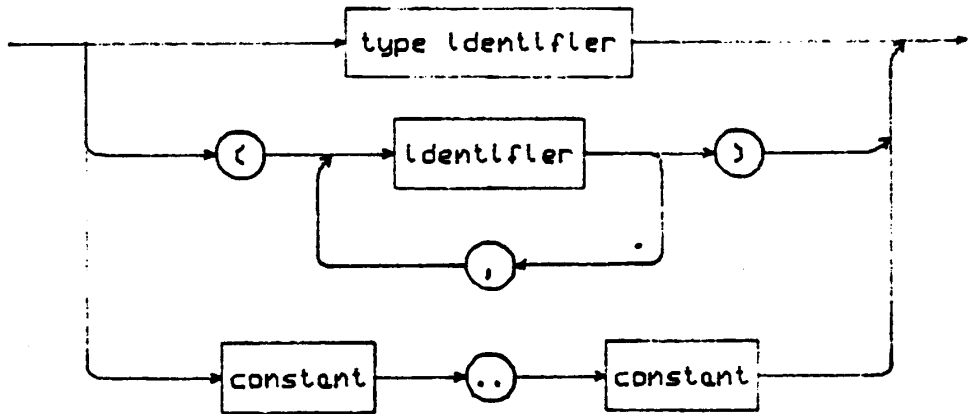 type identifier
( identifier )
,
constant .. constant